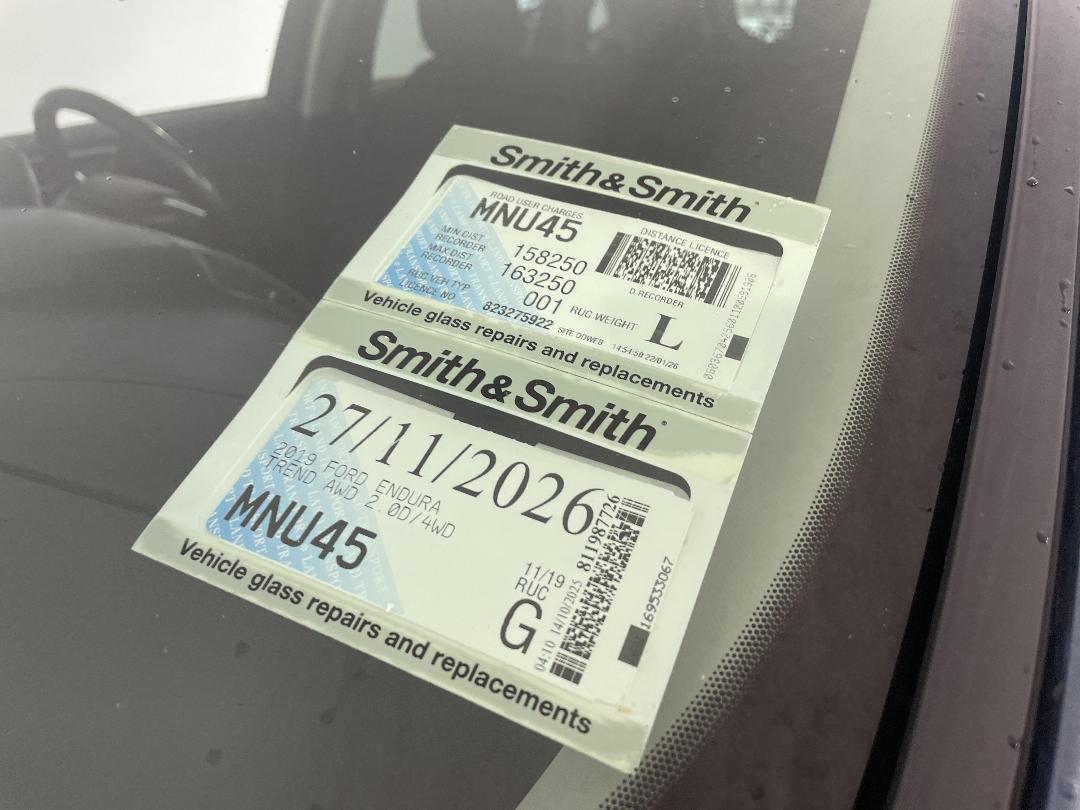 Smith&Smith®
ROAD USER CHARGES
MNU45
DISTANCE LICENCE
MIN DIST RECORDER 158250
MAX DIST RECORDER 163250
D RECORDER
RUC VEH TYP 001 RUC WEIGHT L
LICENCE NO 823275922 SITE DDWEB 14:54:50 22/01/26
Vehicle glass repairs and replacements
Smith&Smith®
27/11/2026
2019 FORD ENDURA
TREND AWD 2.0D/4WD
MNU45
11/19
RUC
G
04:10 14/10/2025 811987726
169533067
Vehicle glass repairs and replacements